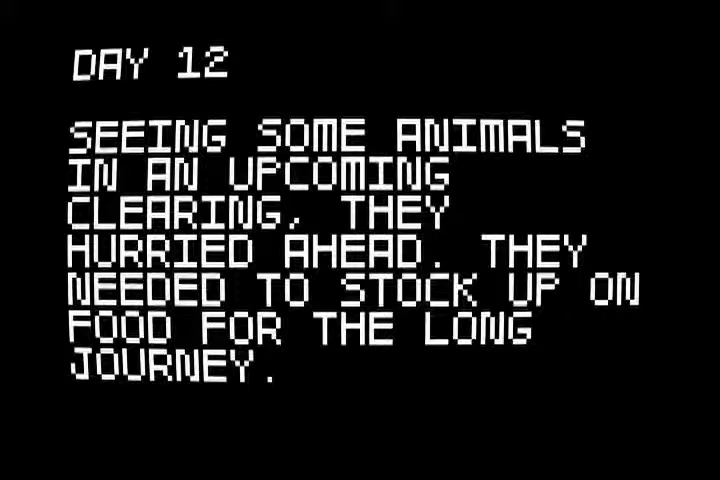 DAY 12
SEEING SOME ANIMALS
IN AN UPCOMING
CLEARING, THEY
HURRIED AHEAD. THEY
NEEDED TO STOCK UP ON
FOOD FOR THE LONG
JOURNEY.